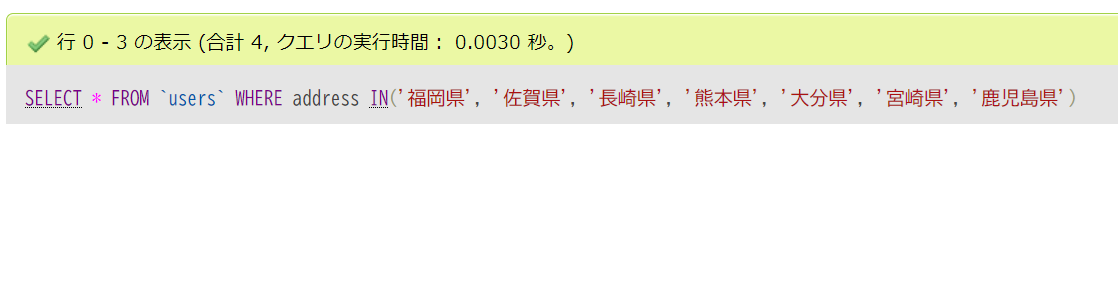 行 0 - 3 の表示 (合計 4, クエリの実行時間： 0.0030 秒。)
SELECT * FROM `users` WHERE address IN('福岡県', '佐賀県', '長崎県', '熊本県', '大分県', '宮崎県', '鹿児島県')